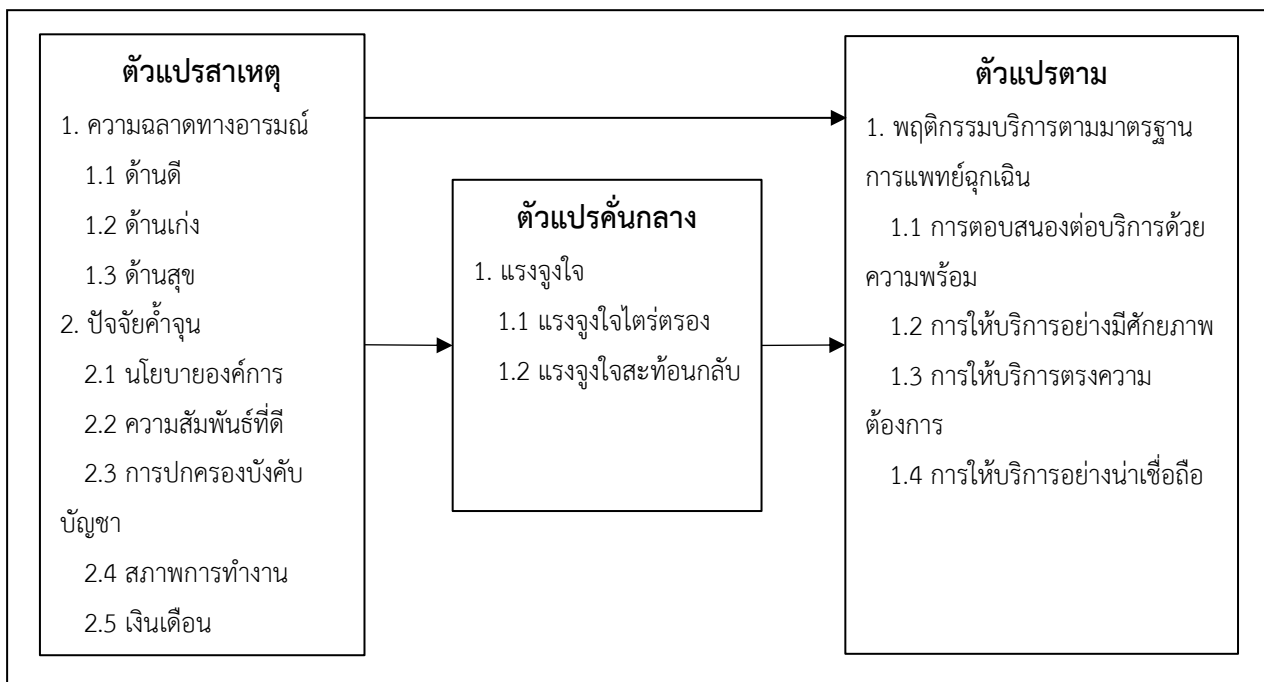 ตัวแปรสาเหตุ
1. ความฉลาดทางอารมณ์
1.1 ด้านดี
1.2 ด้านเก่ง
1.3 ด้านสุข
2. ปัจจัยค้ำจุน
2.1 นโยบายองค์การ
2.2 ความสัมพันธ์ที่ดี
2.3 การปกครองบังคับ
บัญชา
2.4 สภาพการทำงาน
2.5 เงินเดือน
ตัวแปรคั่นกลาง
1. แรงจูงใจ
1.1 แรงจูงใจไตร่ตรอง
1.2 แรงจูงใจสะท้อนกลับ
ตัวแปรตาม
1. พฤติกรรมบริการตามมาตรฐาน
การแพทย์ฉุกเฉิน
1.1 การตอบสนองต่อบริการด้วย
ความพร้อม
1.2 การให้บริการอย่างมีศักยภาพ
1.3 การให้บริการตรงความ
ต้องการ
1.4 การให้บริการอย่างน่าเชื่อถือ